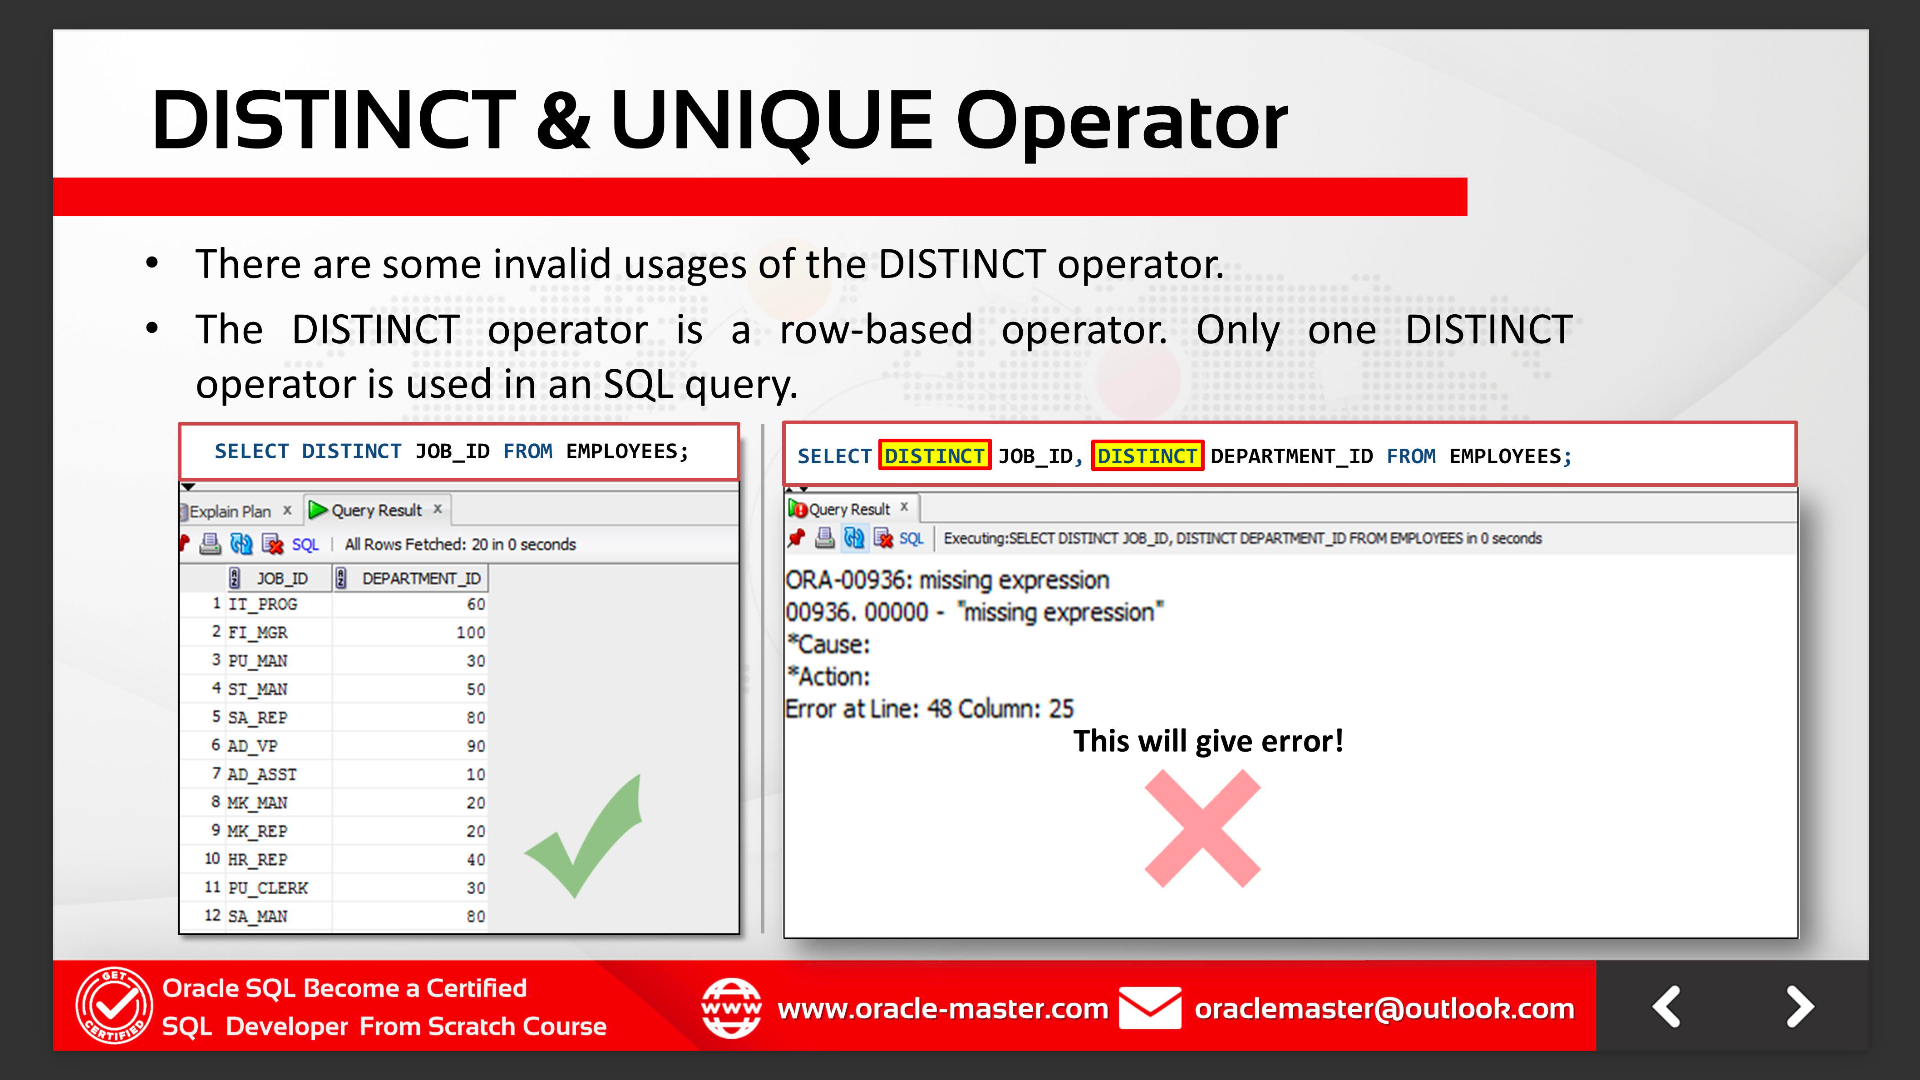 DISTINCT & UNIQUE Operator
• There are some invalid usages of the DISTINCT operator.
• The DISTINCT operator is a row-based operator. Only one DISTINCT
operator is used in an SQL query.
SELECT DISTINCT JOB_ID FROM EMPLOYEES;
Explain Plan x Query Result x
SQL | All Rows Fetched: 20 in 0 seconds
JOB_ID DEPARTMENT_ID
1 IT_PROG 60
2 FI_MGR 100
3 PU_MAN 30
4 ST_MAN 50
5 SA_REP 80
6 AD_VP 90
7 AD_ASST 10
8 MK_MAN 20
9 MK_REP 20
10 HR_REP 40
11 PU_CLERK 30
12 SA_MAN 80
SELECT DISTINCT JOB_ID, DISTINCT DEPARTMENT_ID FROM EMPLOYEES;
Query Result x
SQL | Executing:SELECT DISTINCT JOB_ID, DISTINCT DEPARTMENT_ID FROM EMPLOYEES in 0 seconds
ORA-00936: missing expression
00936. 00000 - "missing expression"
*Cause:
*Action:
Error at Line: 48 Column: 25
This will give error!
GET
CERTIFIED
Oracle SQL Become a Certified
SQL Developer From Scratch Course
www
www.oracle-master.com
oraclemaster@outlook.com